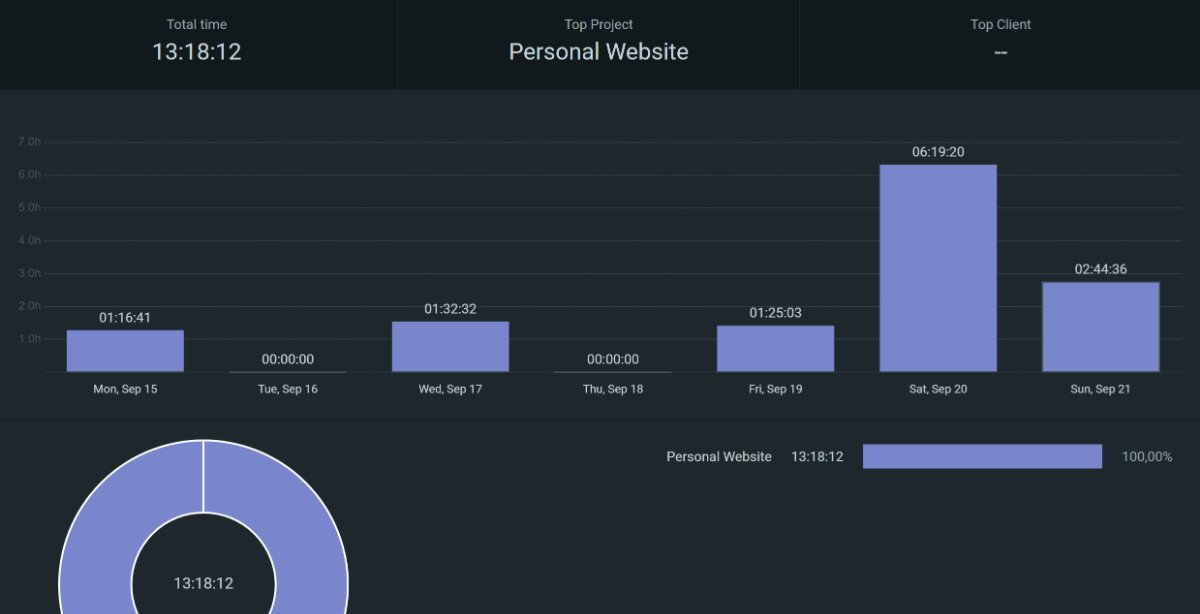 Total time
13:18:12
Top Project
Personal Website
Top Client
--
7.0h
6.0h
5.0h
4.0h
3.0h
2.0h
1.0h
01:16:41
00:00:00
01:32:32
00:00:00
01:25:03
06:19:20
02:44:36
Mon, Sep 15
Tue, Sep 16
Wed, Sep 17
Thu, Sep 18
Fri, Sep 19
Sat, Sep 20
Sun, Sep 21
Personal Website 13:18:12 100,00%
13:18:12